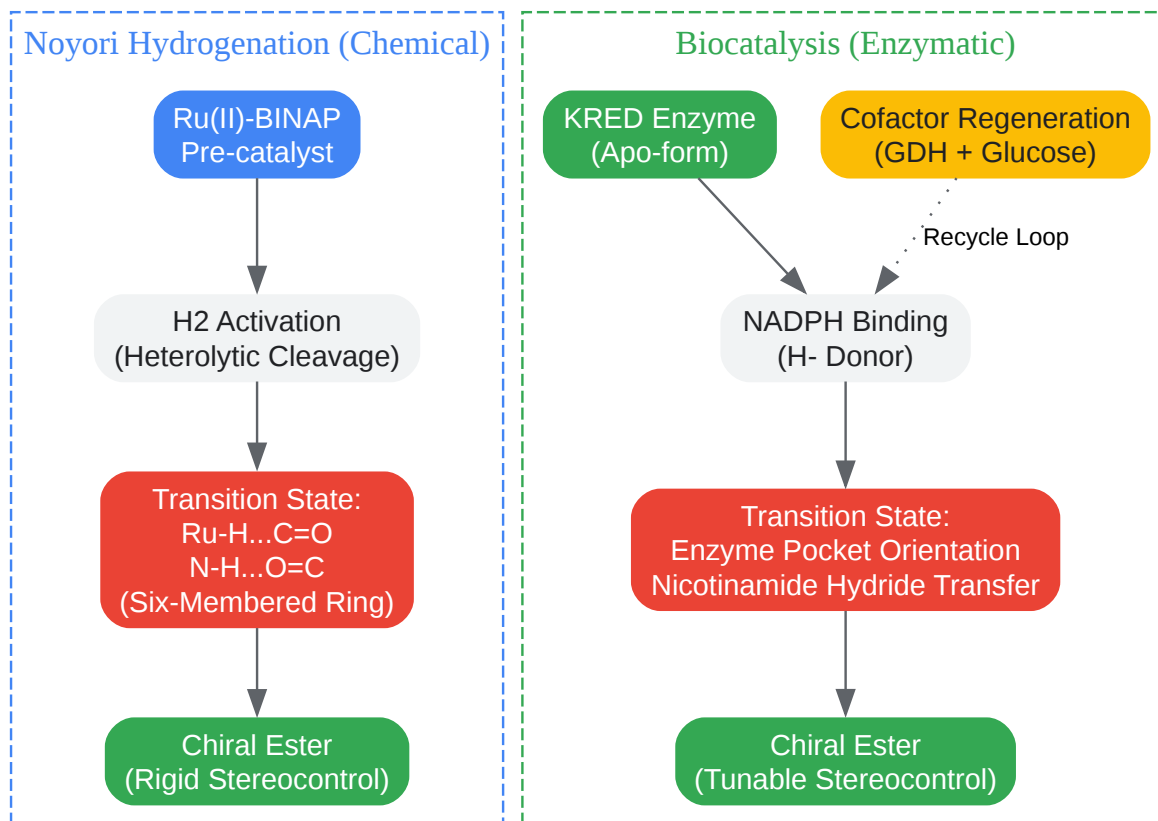 Noyori Hydrogenation (Chemical)
Ru(II)-BINAP
Pre-catalyst
H2 Activation
(Heterolytic Cleavage)
Transition State:
Ru-H...C=O
N-H...O=C
(Six-Membered Ring)
Chiral Ester
(Rigid Stereocontrol)
Biocatalysis (Enzymatic)
KRED Enzyme
(Apo-form)
Cofactor Regeneration
(GDH + Glucose)
Recycle Loop
NADPH Binding
(H- Donor)
Transition State:
Enzyme Pocket Orientation
Nicotinamide Hydride Transfer
Chiral Ester
(Tunable Stereocontrol)